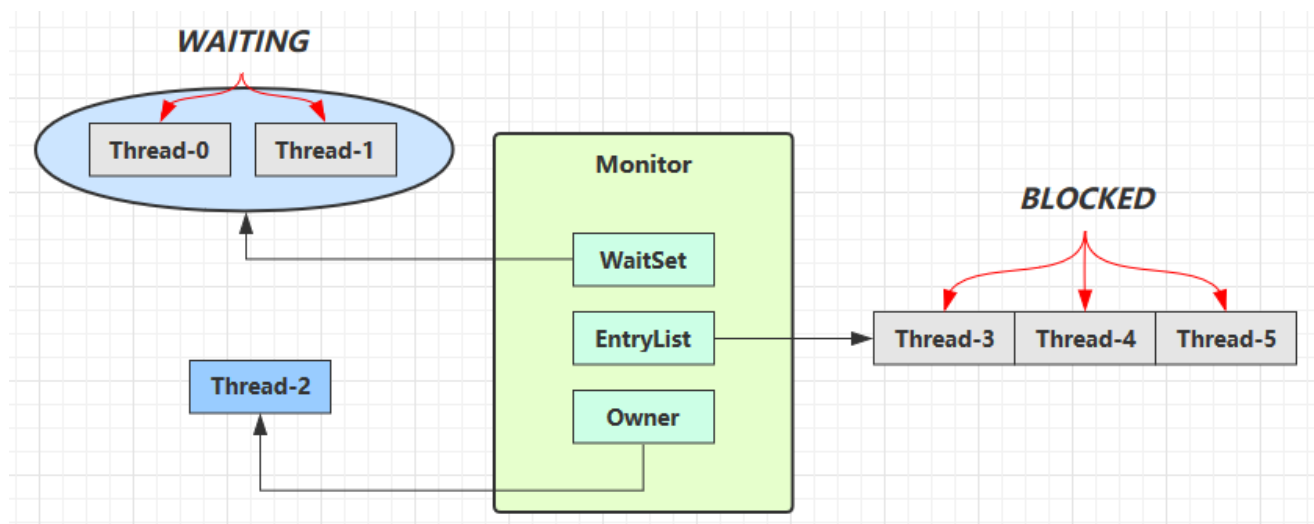 WAITING
Thread-0
Thread-1
Monitor
WaitSet
EntryList
Owner
Thread-2
BLOCKED
Thread-3
Thread-4
Thread-5